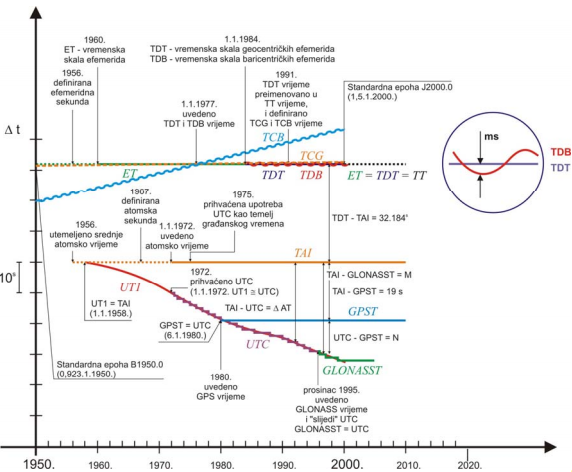 1960.
ET - vremenska
skala efemerida
1.1.1984.
TDT - vremenska skala geocentričkih efemerida
TDB - vremenska skala baricentričkih efemerida
1956.
definirana
efemeridna
sekunda
1.1.1977.
uvedeno
TDT i TDB vrijeme
1991.
TDT vrijeme
preimenovano u
TT vrijeme,
i definirano
TCG i TCB vrijeme
Standardna epoha J2000.0
(1,5.1.2000.)
Δ t
TCB
TCG
ET
TDT
TDB
ET = TDT = TT
ms
TDB
TDT
1967.
definirana
atomska
sekunda
1975.
prihvaćena upotreba
UTC kao temelj
građanskog vremena
TDT - TAI = 32.184ˢ
1956.
utemeljeno srednje
atomsko vrijeme
1.1.1972.
uvedeno
atomsko vrijeme
TAI
10ˢ
UT1
1972.
prihvaćeno UTC
(1.1.1972. UT1 ≅ UTC)
TAI - GLONASST = M
TAI - GPST = 19 s
UT1 = TAI
(1.1.1958.)
TAI - UTC = Δ AT
GPST
GPST = UTC
(6.1.1980.)
UTC
UTC - GPST = N
Standardna epoha B1950.0
(0,923.1.1950.)
GLONASST
1980.
uvedeno
GPS vrijeme
prosinac 1995.
uvedeno
GLONASS vrijeme
i "slijedi" UTC
GLONASST = UTC
1950.
1960.
1970.
1980.
1990.
2000.
2010.
2020.
t